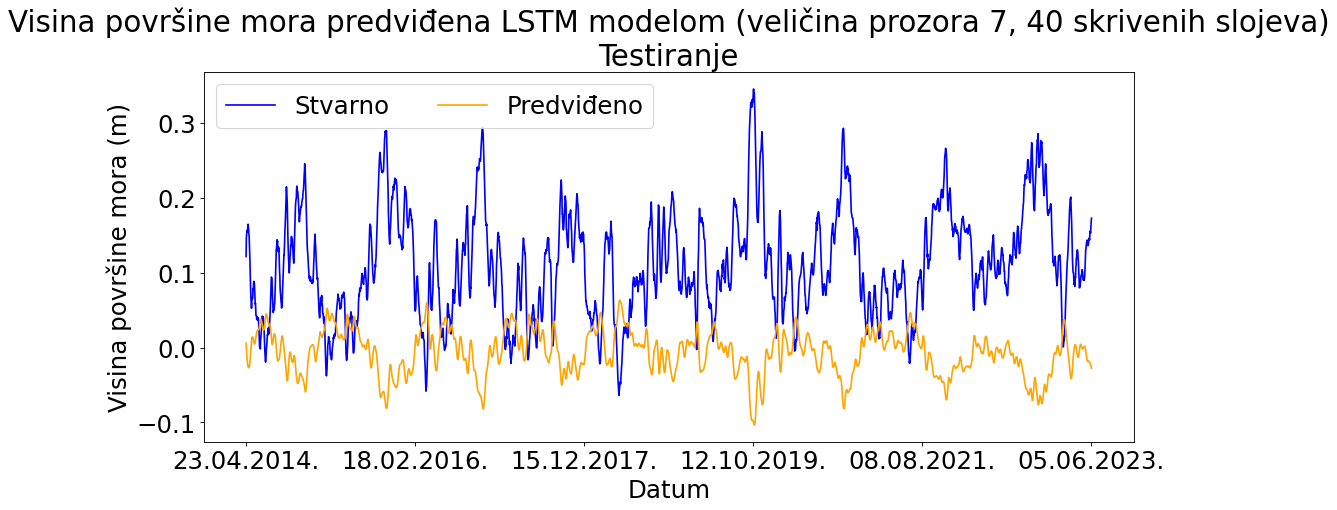 Visina površine mora predviđena LSTM modelom (veličina prozora 7, 40 skrivenih slojeva)
Testiranje
Stvarno
Predviđeno
Visina površine mora (m)
0.3
0.2
0.1
0.0
−0.1
23.04.2014.
18.02.2016.
15.12.2017.
12.10.2019.
08.08.2021.
05.06.2023.
Datum